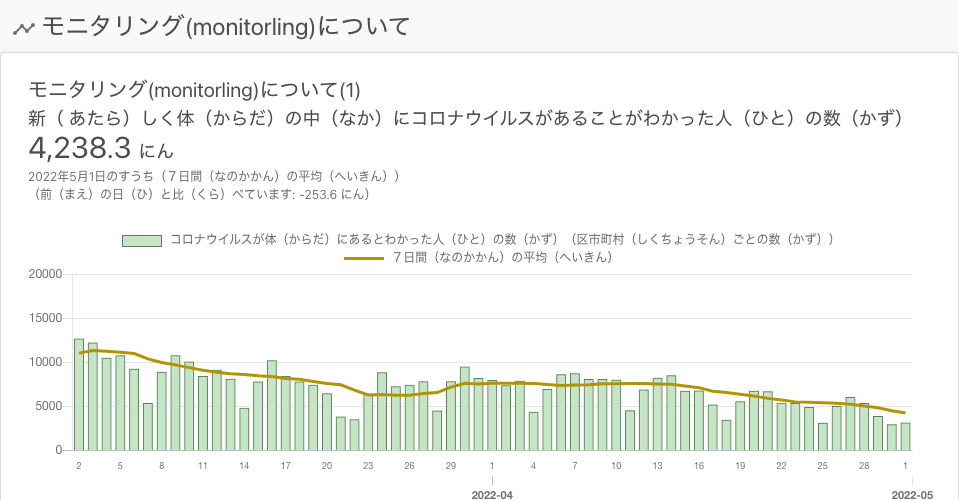 モニタリング(monitorling)について
モニタリング(monitorling)について(1)
新（ あたら）しく体（からだ）の中（なか）にコロナウイルスがあることがわかった人（ひと）の数（かず）
4,238.3 にん
2022年5月1日のすうち（７日間（なのかかん）の平均（へいきん））
（前（まえ）の日（ひ）と比（くら）べています: -253.6 にん）
コロナウイルスが体（からだ）にあるとわかった人（ひと）の数（かず）（区市町村（しくちょうそん）ごとの数（かず））
７日間（なのかかん）の平均（へいきん）
20000
15000
10000
5000
0
2 5 8 11 14 17 20 23 26 29 1 4 7 10 13 16 19 22 25 28 1
2022-04 2022-05